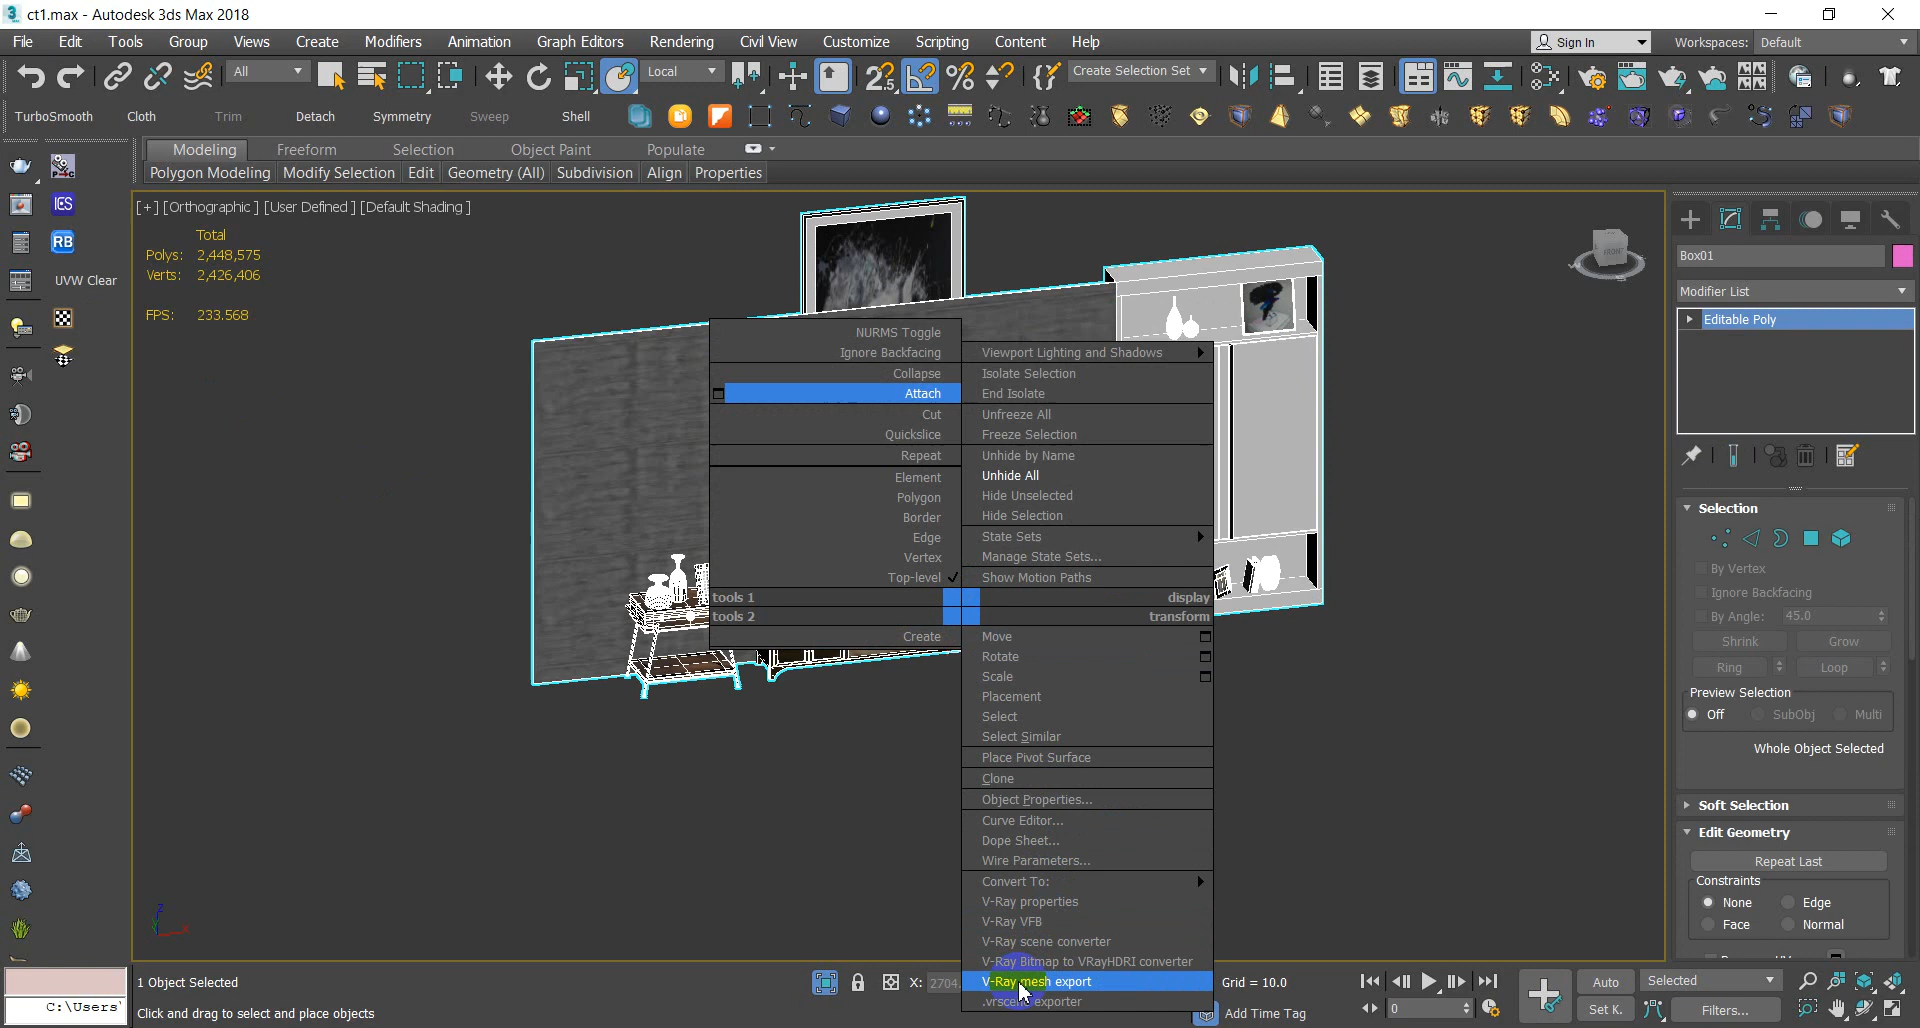 ct1.max - Autodesk 3ds Max 2018
File Edit Tools Group Views Create Modifiers Animation Graph Editors Rendering Civil View Customize Scripting Content Help
Sign In Workspaces: Default
All Local Create Selection Set
TurboSmooth Cloth Trim Detach Symmetry Sweep Shell
Modeling Freeform Selection Object Paint Populate
Polygon Modeling Modify Selection Edit Geometry (All) Subdivision Align Properties
[+] [Orthographic ] [User Defined ] [Default Shading ]
Total
Polys: 2,448,575
Verts: 2,426,406
FPS: 233.568
ICS
RB
UVW Clear
FRONT
NURMS Toggle
Ignore Backfacing
Collapse
Attach
Cut
Quickslice
Repeat
Element
Polygon
Border
Edge
Vertex
Top-level
tools 1
tools 2
Create
Viewport Lighting and Shadows
Isolate Selection
End Isolate
Unfreeze All
Freeze Selection
Unhide by Name
Unhide All
Hide Unselected
Hide Selection
State Sets
Manage State Sets...
Show Motion Paths
display
transform
Move
Rotate
Scale
Placement
Select
Select Similar
Place Pivot Surface
Clone
Object Properties...
Curve Editor...
Dope Sheet...
Wire Parameters...
Convert To:
V-Ray properties
V-Ray VFB
V-Ray scene converter
V-Ray Bitmap to VRayHDRI converter
V-Ray mesh export
.vrscene exporter
Box01
Modifier List
Editable Poly
Selection
By Vertex
Ignore Backfacing
By Angle: 45.0
Shrink Grow
Ring Loop
Preview Selection
Off SubObj Multi
Whole Object Selected
Soft Selection
Edit Geometry
Repeat Last
Constraints
None Edge
Face Normal
1 Object Selected
X: 2704.
Grid = 10.0
Auto Selected
C:\Users'
Click and drag to select and place objects
Add Time Tag
0
Set K. Filters...